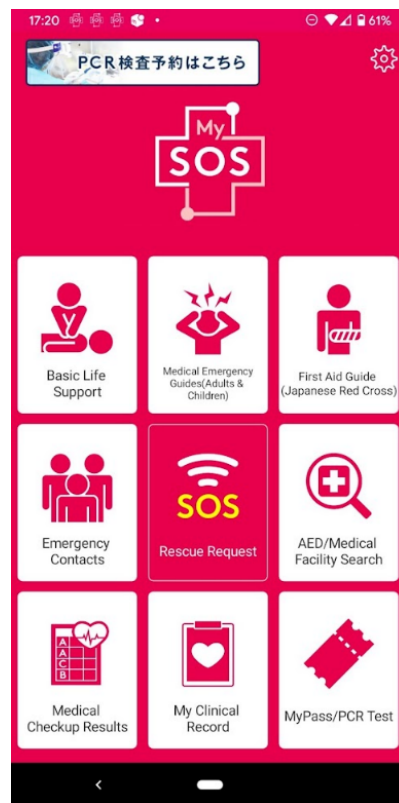 17:20
61%
PCR検査予約はこちら
My
SOS
Basic Life
Support
Medical Emergency
Guides(Adults &
Children)
First Aid Guide
(Japanese Red Cross)
Emergency
Contacts
SOS
Rescue Request
AED/Medical
Facility Search
A
A
C
B
Medical
Checkup Results
My Clinical
Record
MyPass/PCR Test